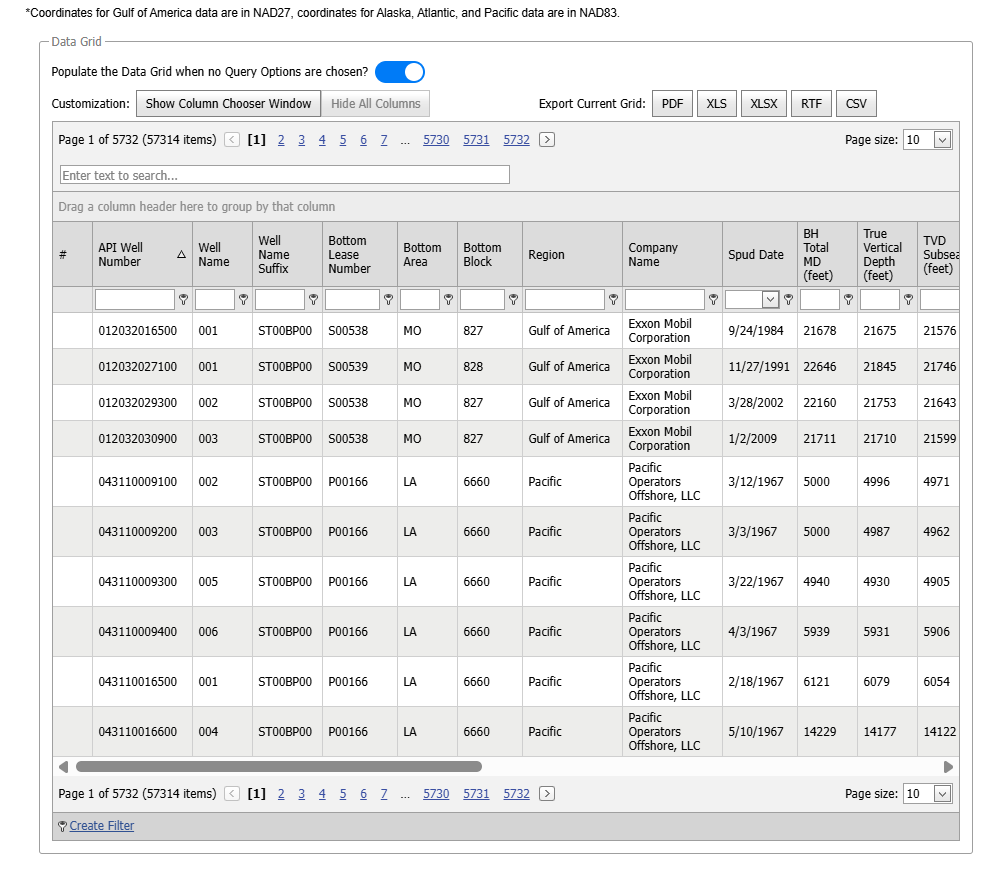 *Coordinates for Gulf of America data are in NAD27, coordinates for Alaska, Atlantic, and Pacific data are in NAD83.
Data Grid
Populate the Data Grid when no Query Options are chosen?
Customization: Show Column Chooser Window Hide All Columns Export Current Grid: PDF XLS XLSX RTF CSV
Page 1 of 5732 (57314 items) [1] 2 3 4 5 6 7 ... 5730 5731 5732 Page size: 10
Enter text to search...
Drag a column header here to group by that column
# API Well Number Well Name Well Name Suffix Bottom Lease Number Bottom Area Bottom Block Region Company Name Spud Date BH Total MD (feet) True Vertical Depth (feet) TVD Subsea (feet)
012032016500 001 ST00BP00 S00538 MO 827 Gulf of America Exxon Mobil Corporation 9/24/1984 21678 21675 21576
012032027100 001 ST00BP00 S00539 MO 828 Gulf of America Exxon Mobil Corporation 11/27/1991 22646 21845 21746
012032029300 002 ST00BP00 S00538 MO 827 Gulf of America Exxon Mobil Corporation 3/28/2002 22160 21753 21643
012032030900 003 ST00BP00 S00538 MO 827 Gulf of America Exxon Mobil Corporation 1/2/2009 21711 21710 21599
043110009100 002 ST00BP00 P00166 LA 6660 Pacific Pacific Operators Offshore, LLC 3/12/1967 5000 4996 4971
043110009200 003 ST00BP00 P00166 LA 6660 Pacific Pacific Operators Offshore, LLC 3/3/1967 5000 4987 4962
043110009300 005 ST00BP00 P00166 LA 6660 Pacific Pacific Operators Offshore, LLC 3/22/1967 4940 4930 4905
043110009400 006 ST00BP00 P00166 LA 6660 Pacific Pacific Operators Offshore, LLC 4/3/1967 5939 5931 5906
043110016500 001 ST00BP00 P00166 LA 6660 Pacific Pacific Operators Offshore, LLC 2/18/1967 6121 6079 6054
043110016600 004 ST00BP00 P00166 LA 6660 Pacific Pacific Operators Offshore, LLC 5/10/1967 14229 14177 14122
Page 1 of 5732 (57314 items) [1] 2 3 4 5 6 7 ... 5730 5731 5732 Page size: 10
Create Filter